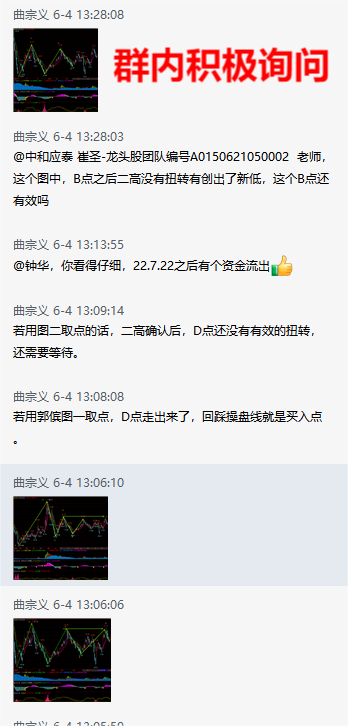 曲宗义 6-4 13:28:08
群内积极询问
曲宗义 6-4 13:28:03
@中和应泰 崔圣-龙头股团队编号A0150621050002 老师，
这个图中，B点之后二高没有扭转有创出了新低，这个B点还
有效吗
曲宗义 6-4 13:13:55
@钟华，你看得仔细，22.7.22之后有个资金流出
曲宗义 6-4 13:09:14
若用图二取点的话，二高确认后，D点还没有有效的扭转，
还需要等待。
曲宗义 6-4 13:08:08
若用郭傧图一取点，D点走出来了，回踩操盘线就是买入点
。
曲宗义 6-4 13:06:10
曲宗义 6-4 13:06:06
曲宗义 6-4 13:05:59